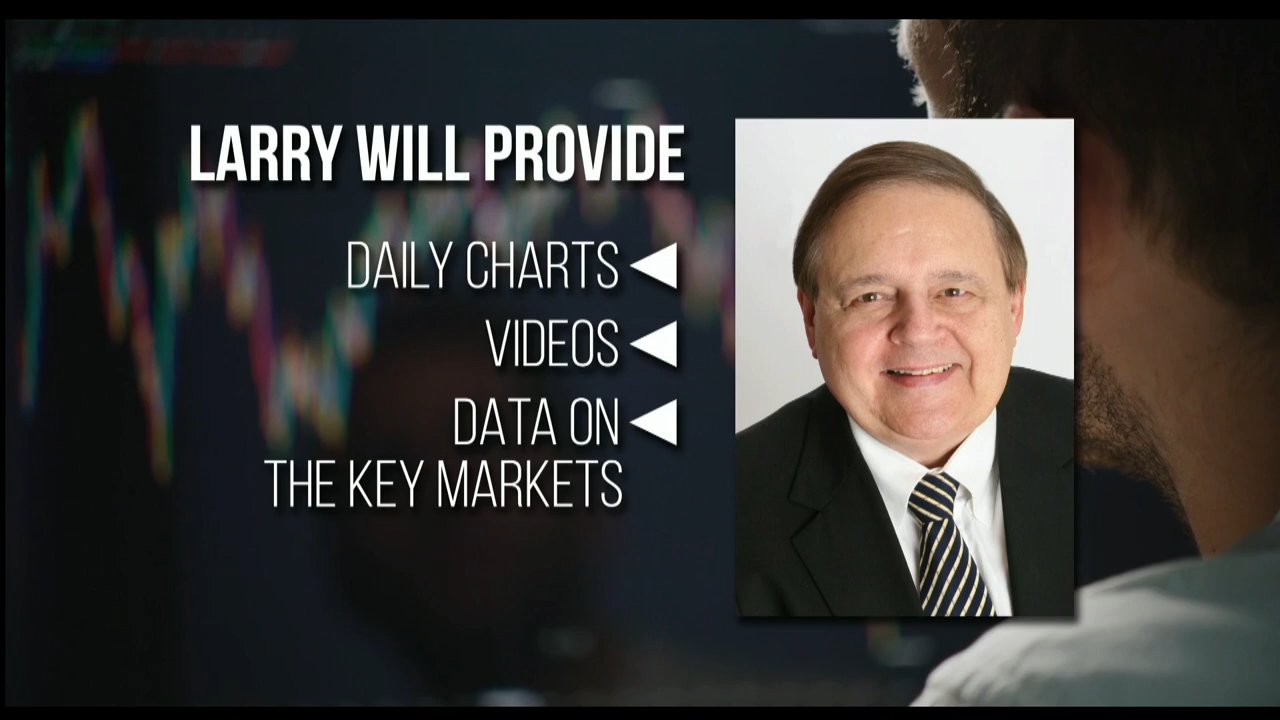 LARRY WILL PROVIDE
DAILY CHARTS
VIDEOS
DATA ON
THE KEY MARKETS